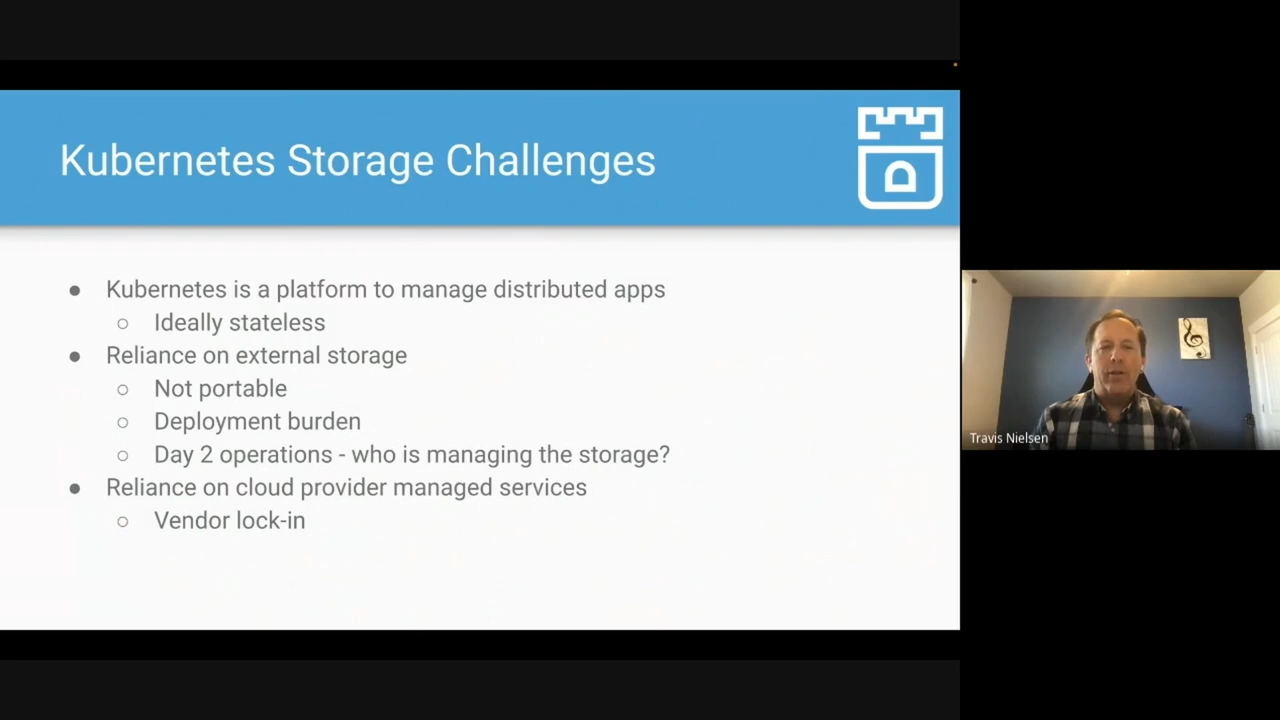 Kubernetes Storage Challenges
● Kubernetes is a platform to manage distributed apps
○ Ideally stateless
● Reliance on external storage
○ Not portable
○ Deployment burden
○ Day 2 operations - who is managing the storage?
● Reliance on cloud provider managed services
○ Vendor lock-in
Travis Nielsen